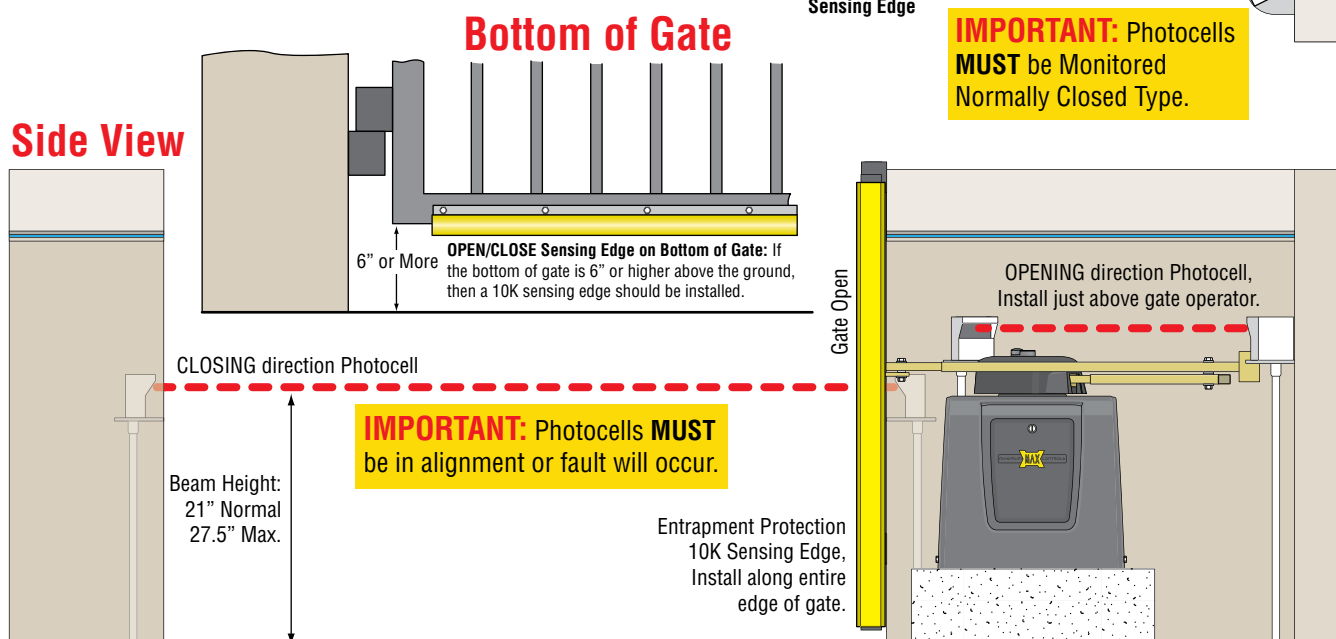 Sensing Edge
Bottom of Gate
IMPORTANT: Photocells
MUST be Monitored
Normally Closed Type.
Side View
6” or More
OPEN/CLOSE Sensing Edge on Bottom of Gate: If
the bottom of gate is 6” or higher above the ground,
then a 10K sensing edge should be installed.
Gate Open
OPENING direction Photocell,
Install just above gate operator.
CLOSING direction Photocell
IMPORTANT: Photocells MUST
be in alignment or fault will occur.
Beam Height:
21” Normal
27.5” Max.
Entrapment Protection
10K Sensing Edge,
Install along entire
edge of gate.
MAX